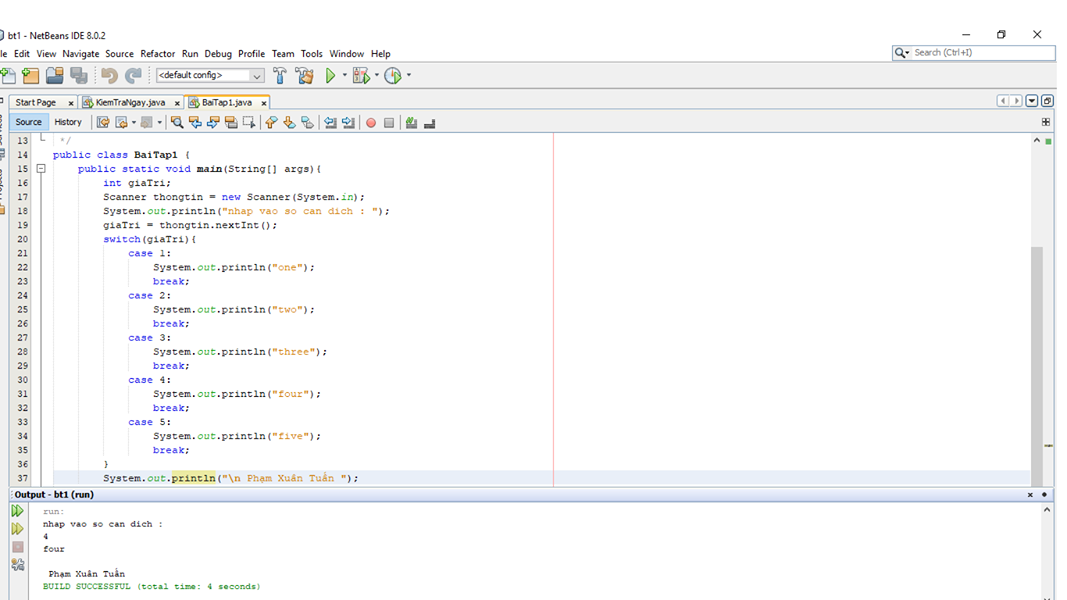 bt1 - NetBeans IDE 8.0.2
le Edit View Navigate Source Refactor Run Debug Profile Team Tools Window Help
Search (Ctrl+I)
<default config>
Start Page x KiemTraNgay.java x BaiTap1.java x
Source History
13 */
14 public class BaiTap1 {
15 public static void main(String[] args){
16 int giaTri;
17 Scanner thongtin = new Scanner(System.in);
18 System.out.println("nhap vao so can dich : ");
19 giaTri = thongtin.nextInt();
20 switch(giaTri){
21 case 1:
22 System.out.println("one");
23 break;
24 case 2:
25 System.out.println("two");
26 break;
27 case 3:
28 System.out.println("three");
29 break;
30 case 4:
31 System.out.println("four");
32 break;
33 case 5:
34 System.out.println("five");
35 break;
36 }
37 System.out.println("\n Phạm Xuân Tuấn ");
Output - bt1 (run)
run:
nhap vao so can dich :
4
four
Phạm Xuân Tuấn
BUILD SUCCESSFUL (total time: 4 seconds)